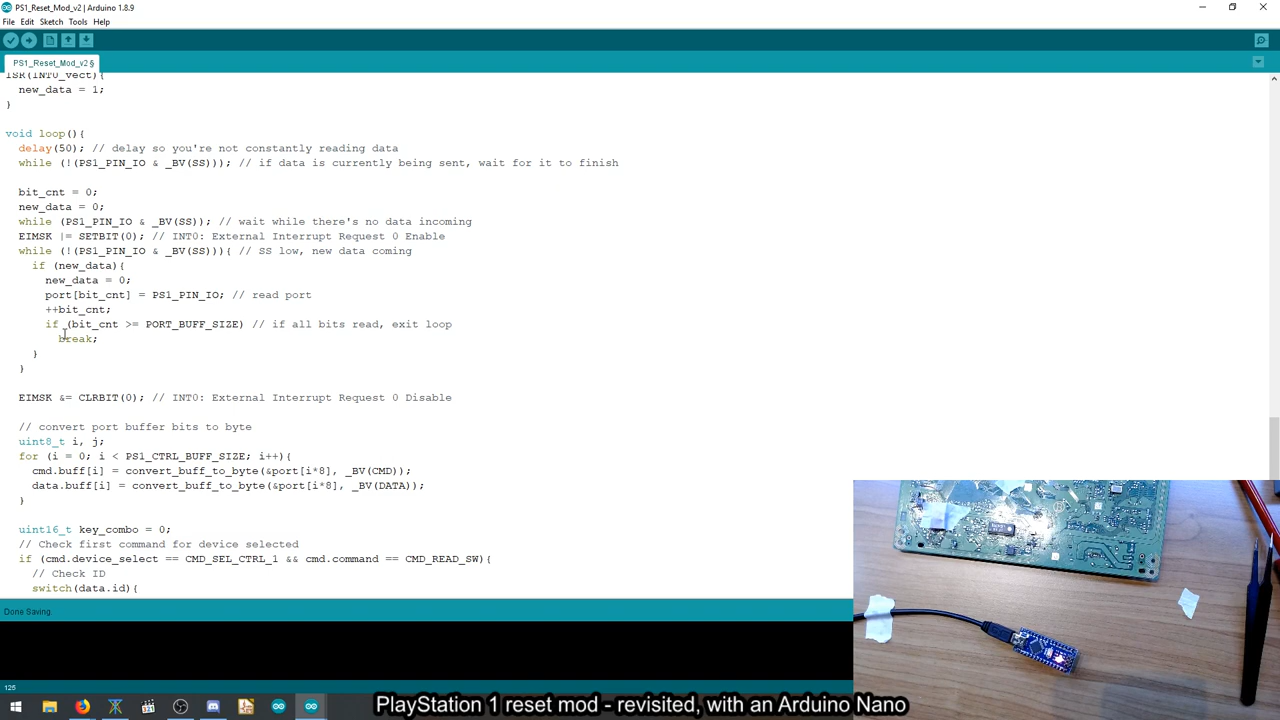 PS1_Reset_Mod_v2 | Arduino 1.8.9
File Edit Sketch Tools Help
PS1_Reset_Mod_v2 §
ISR(INT0_vect){
new_data = 1;
}
void loop(){
delay(50); // delay so you're not constantly reading data
while (!(PS1_PIN_IO & _BV(SS))); // if data is currently being sent, wait for it to finish
bit_cnt = 0;
new_data = 0;
while (PS1_PIN_IO & _BV(SS)); // wait while there's no data incoming
EIMSK |= SETBIT(0); // INT0: External Interrupt Request 0 Enable
while (!(PS1_PIN_IO & _BV(SS))){ // SS low, new data coming
if (new_data){
new_data = 0;
port[bit_cnt] = PS1_PIN_IO; // read port
++bit_cnt;
if (bit_cnt >= PORT_BUFF_SIZE) // if all bits read, exit loop
break;
}
}
EIMSK &= CLRBIT(0); // INT0: External Interrupt Request 0 Disable
// convert port buffer bits to byte
uint8_t i, j;
for (i = 0; i < PS1_CTRL_BUFF_SIZE; i++){
cmd.buff[i] = convert_buff_to_byte(&port[i*8], _BV(CMD));
data.buff[i] = convert_buff_to_byte(&port[i*8], _BV(DATA));
}
uint16_t key_combo = 0;
// Check first command for device selected
if (cmd.device_select == CMD_SEL_CTRL_1 && cmd.command == CMD_READ_SW){
// Check ID
switch(data.id){
Done Saving.
125
PlayStation 1 reset mod - revisited, with an Arduino Nano